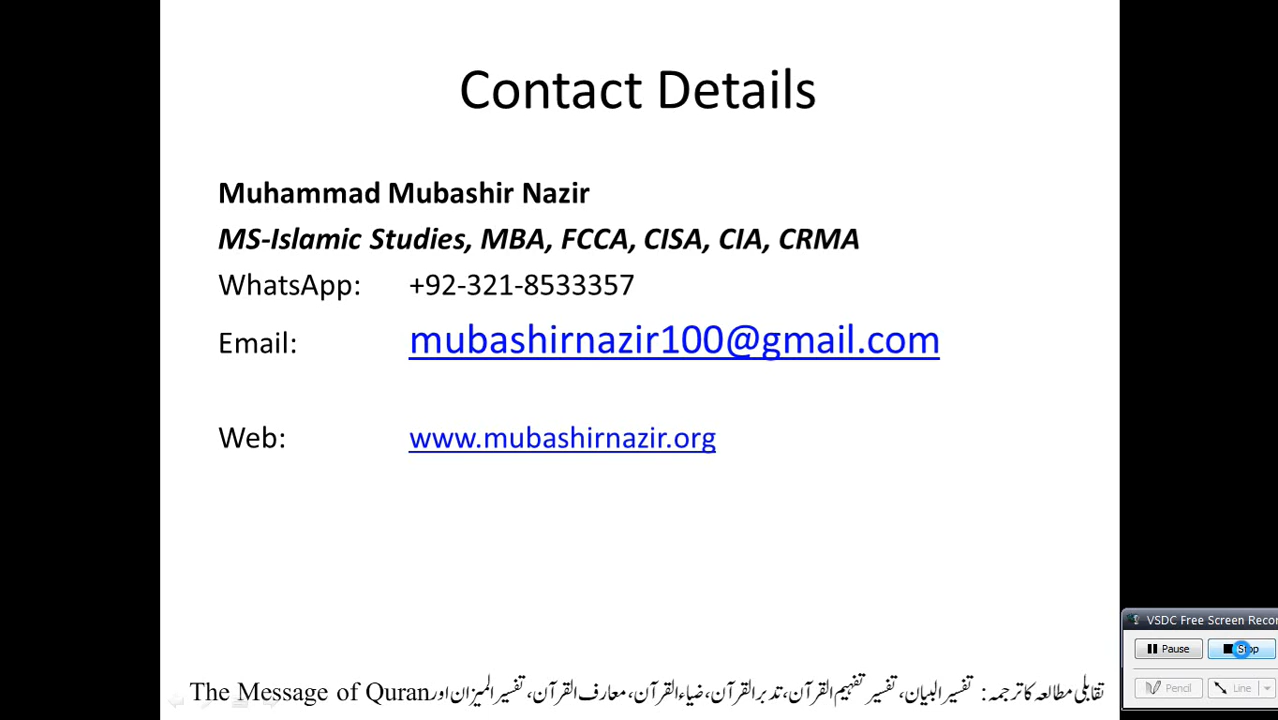 Contact Details
Muhammad Mubashir Nazir
MS-Islamic Studies, MBA, FCCA, CISA, CIA, CRMA
WhatsApp: +92-321-8533357
Email: mubashirnazir100@gmail.com
Web: www.mubashirnazir.org
VSDC Free Screen Recor
Pause Stop
Pencil Line
تقابلی مطالعہ کا ترجمہ: تفسیر البیان، تفسیر تفہیم القرآن، تدبر القرآن، ضیاء القرآن، معارف القرآن، تفسیر المیزان اور The Message of Quran